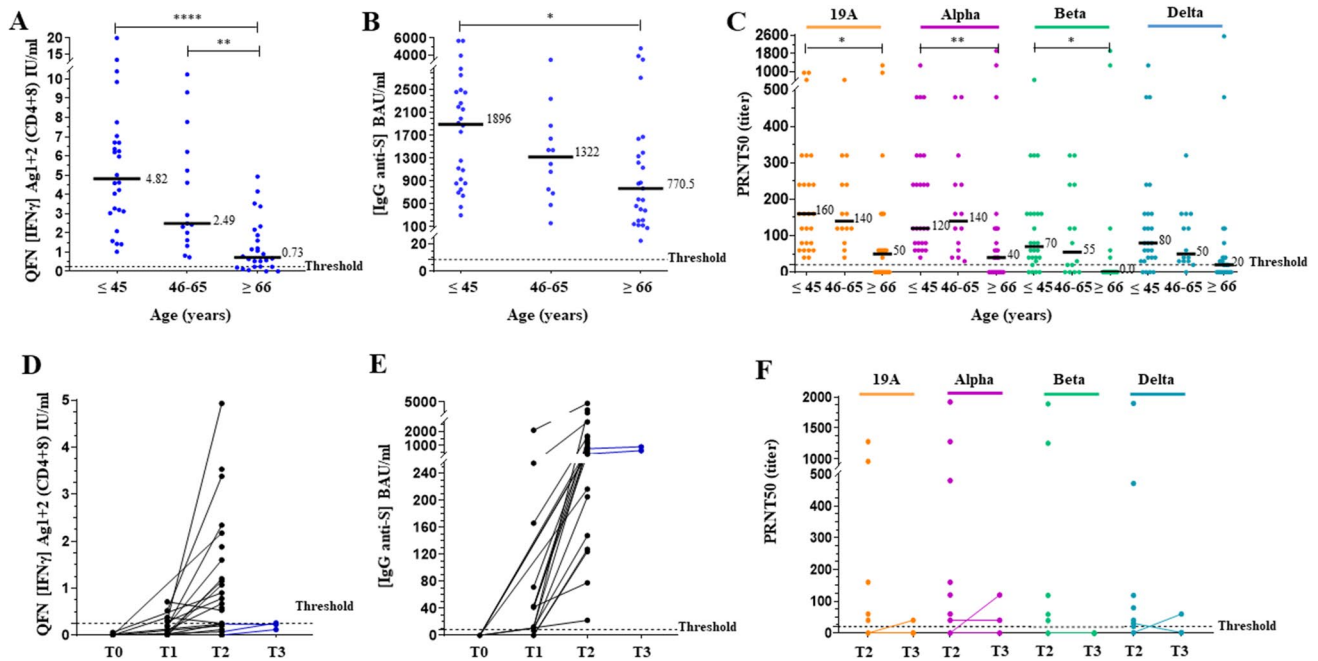 A
****
**
QFN [IFNγ] Ag1+2 (CD4+8) IU/ml
20
15
10
9
8
7
6
5
4
3
2
1
0
4.82
2.49
0.73
Threshold
≤ 45 46-65 ≥ 66
Age (years)
B
*
[IgG anti-S] BAU/ml
6000
4500
3000
2900
2500
2100
1700
1300
900
500
100
20
10
0
1896
1322
770.5
Threshold
≤ 45 46-65 ≥ 66
Age (years)
C
19A Alpha Beta Delta
* ** *
PRNT50 (titer)
2600
2200
1800
1400
1000
500
400
300
200
100
0
160 140 50 120 140 40 70 55 0.0 80 50 20
Threshold
≤ 45 46-65 ≥ 66 ≤ 45 46-65 ≥ 66 ≤ 45 46-65 ≥ 66 ≤ 45 46-65 ≥ 66
Age (years)
D
QFN [IFNγ] Ag1+2 (CD4+8) IU/ml
5
4
3
2
1
0
Threshold
T0 T1 T2 T3
E
[IgG anti-S] BAU/ml
5000
2000
1000
240
200
160
120
80
40
0
Threshold
T0 T1 T2 T3
F
19A Alpha Beta Delta
PRNT50 (titer)
2000
1500
1000
500
400
300
200
100
0
Threshold
T2 T3 T2 T3 T2 T3 T2 T3